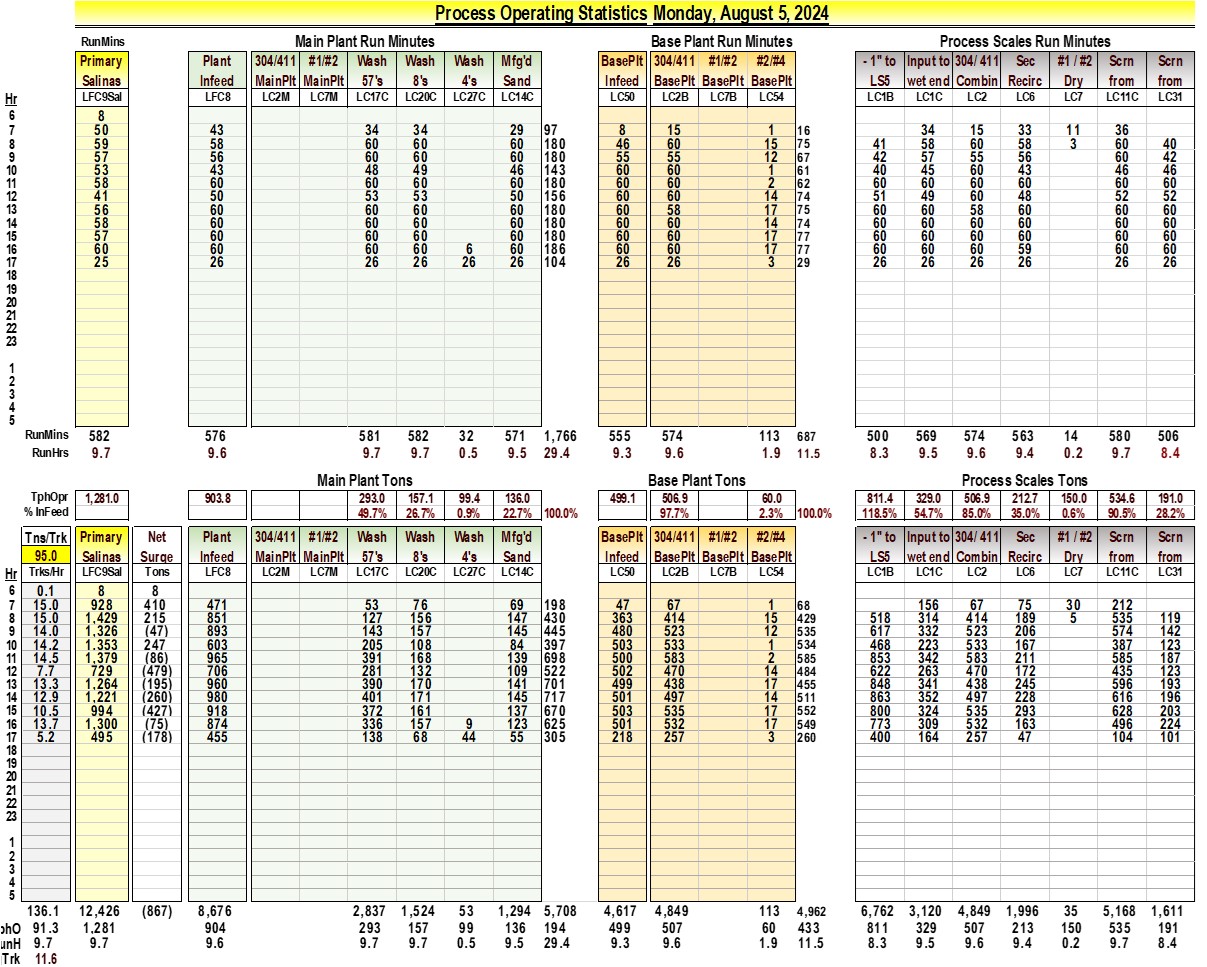 Process Operating Statistics Monday, August 5, 2024
RunMins Main Plant Run Minutes Base Plant Run Minutes Process Scales Run Minutes
Primary Plant 304/411 #1/#2 Wash Wash Wash Mfg'd BasePlt 304/411 #1/#2 #2/#4 - 1" to Input to 304/ 411 Sec #1 / #2 Scrn Scrn
Salinas Infeed MainPlt MainPlt 57's 8's 4's Sand Infeed BasePlt BasePlt BasePlt LS5 wet end Combin Recirc Dry from from
Hr LFC9Sal LFC8 LC2M LC7M LC17C LC20C LC27C LC14C LC50 LC2B LC7B LC54 LC1B LC1C LC2 LC6 LC7 LC11C LC31
6 8
7 50 43 34 34 29 97 8 15 1 16 34 15 33 11 36
8 59 58 60 60 60 180 46 60 15 75 41 58 60 58 3 60 40
9 57 56 60 60 60 180 55 55 12 67 42 57 55 56 60 42
10 53 43 48 49 46 143 60 60 1 61 40 45 60 43 46 46
11 58 60 60 60 60 180 60 60 2 62 60 60 60 60 60 60
12 41 50 53 53 50 156 60 60 14 74 51 49 60 48 52 52
13 56 60 60 60 60 180 60 58 17 75 60 60 58 60 60 60
14 58 60 60 60 60 180 60 60 14 74 60 60 60 60 60 60
15 57 60 60 60 60 180 60 60 17 77 60 60 60 60 60 60
16 60 60 60 60 6 60 186 60 60 17 77 60 60 60 59 60 60
17 25 26 26 26 26 26 104 26 26 3 29 26 26 26 26 26 26
18
19
20
21
22
23
1
2
3
4
5
RunMins 582 576 581 582 32 571 1,766 555 574 113 687 500 569 574 563 14 580 506
RunHrs 9.7 9.6 9.7 9.7 0.5 9.5 29.4 9.3 9.6 1.9 11.5 8.3 9.5 9.6 9.4 0.2 9.7 8.4
Main Plant Tons Base Plant Tons Process Scales Tons
TphOpr 1,281.0 903.8 293.0 157.1 99.4 136.0 499.1 506.9 60.0 811.4 329.0 506.9 212.7 150.0 534.6 191.0
% InFeed 49.7% 26.7% 0.9% 22.7% 100.0% 97.7% 2.3% 100.0% 118.5% 54.7% 85.0% 35.0% 0.6% 90.5% 28.2%
Tns/Trk Primary Net Plant 304/411 #1/#2 Wash Wash Wash Mfg'd BasePlt 304/411 #1/#2 #2/#4 - 1" to Input to 304/ 411 Sec #1 / #2 Scrn Scrn
95.0 Salinas Surge Infeed MainPlt MainPlt 57's 8's 4's Sand Infeed BasePlt BasePlt BasePlt LS5 wet end Combin Recirc Dry from from
Hr Trks/Hr LFC9Sal Tons LFC8 LC2M LC7M LC17C LC20C LC27C LC14C LC50 LC2B LC7B LC54 LC1B LC1C LC2 LC6 LC7 LC11C LC31
6 0.1 8 8
7 15.0 928 410 471 53 76 69 198 47 67 1 68 156 67 75 30 212
8 15.0 1,429 215 851 127 156 147 430 363 414 15 429 518 314 414 189 5 535 119
9 14.0 1,326 (47) 893 143 157 145 445 480 523 12 535 617 332 523 206 574 142
10 14.2 1,353 247 603 205 108 84 397 503 533 1 534 468 223 533 167 387 123
11 14.5 1,379 (86) 965 391 168 139 698 500 583 2 585 853 342 583 211 585 187
12 7.7 729 (479) 706 281 132 109 522 502 470 14 484 622 263 470 172 435 123
13 13.3 1,264 (195) 960 390 170 141 701 499 438 17 455 848 341 438 245 596 193
14 12.9 1,221 (260) 980 401 171 145 717 501 497 14 511 863 352 497 228 616 196
15 10.5 994 (427) 918 372 161 137 670 503 535 17 552 800 324 535 293 628 203
16 13.7 1,300 (75) 874 336 157 9 123 625 501 532 17 549 773 309 532 163 496 224
17 5.2 495 (178) 455 138 68 44 55 305 218 257 3 260 400 164 257 47 104 101
18
19
20
21
22
23
1
2
3
4
5
136.1 12,426 (867) 8,676 2,837 1,524 53 1,294 5,708 4,617 4,849 113 4,962 6,762 3,120 4,849 1,996 35 5,168 1,611
phO 91.3 1,281 904 293 157 99 136 194 499 507 60 433 811 329 507 213 150 535 191
unH 9.7 9.7 9.6 9.7 9.7 0.5 9.5 29.4 9.3 9.6 1.9 11.5 8.3 9.5 9.6 9.4 0.2 9.7 8.4
Trk 11.6